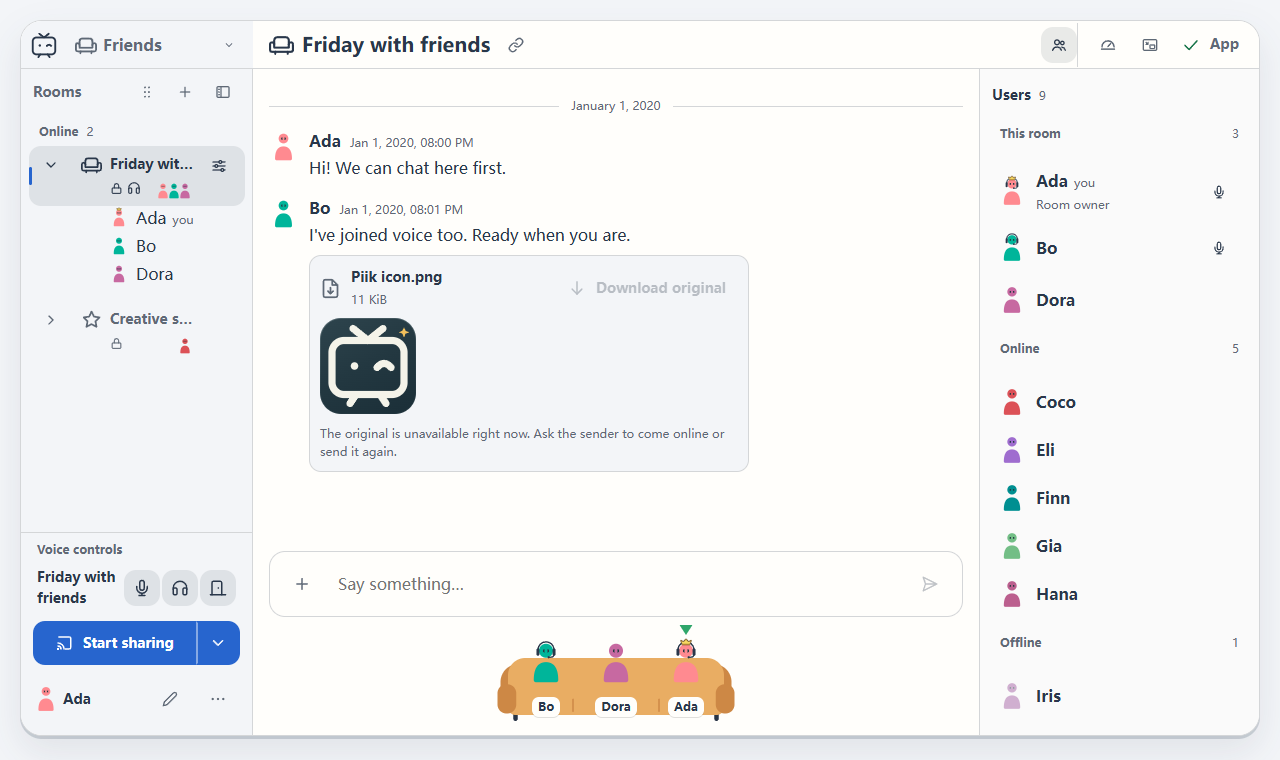 Friends
Friday with friends
App
Rooms
Online 2
Friday wit...
Ada you
Bo
Dora
Creative s...
Voice controls
Friday with
friends
Start sharing
Ada
January 1, 2020
Ada Jan 1, 2020, 08:00 PM
Hi! We can chat here first.
Bo Jan 1, 2020, 08:01 PM
I've joined voice too. Ready when you are.
Piik icon.png
11 KiB
Download original
The original is unavailable right now. Ask the sender to come online or
send it again.
Say something...
Bo
Dora
Ada
Users 9
This room 3
Ada you
Room owner
Bo
Dora
Online 5
Coco
Eli
Finn
Gia
Hana
Offline 1
Iris